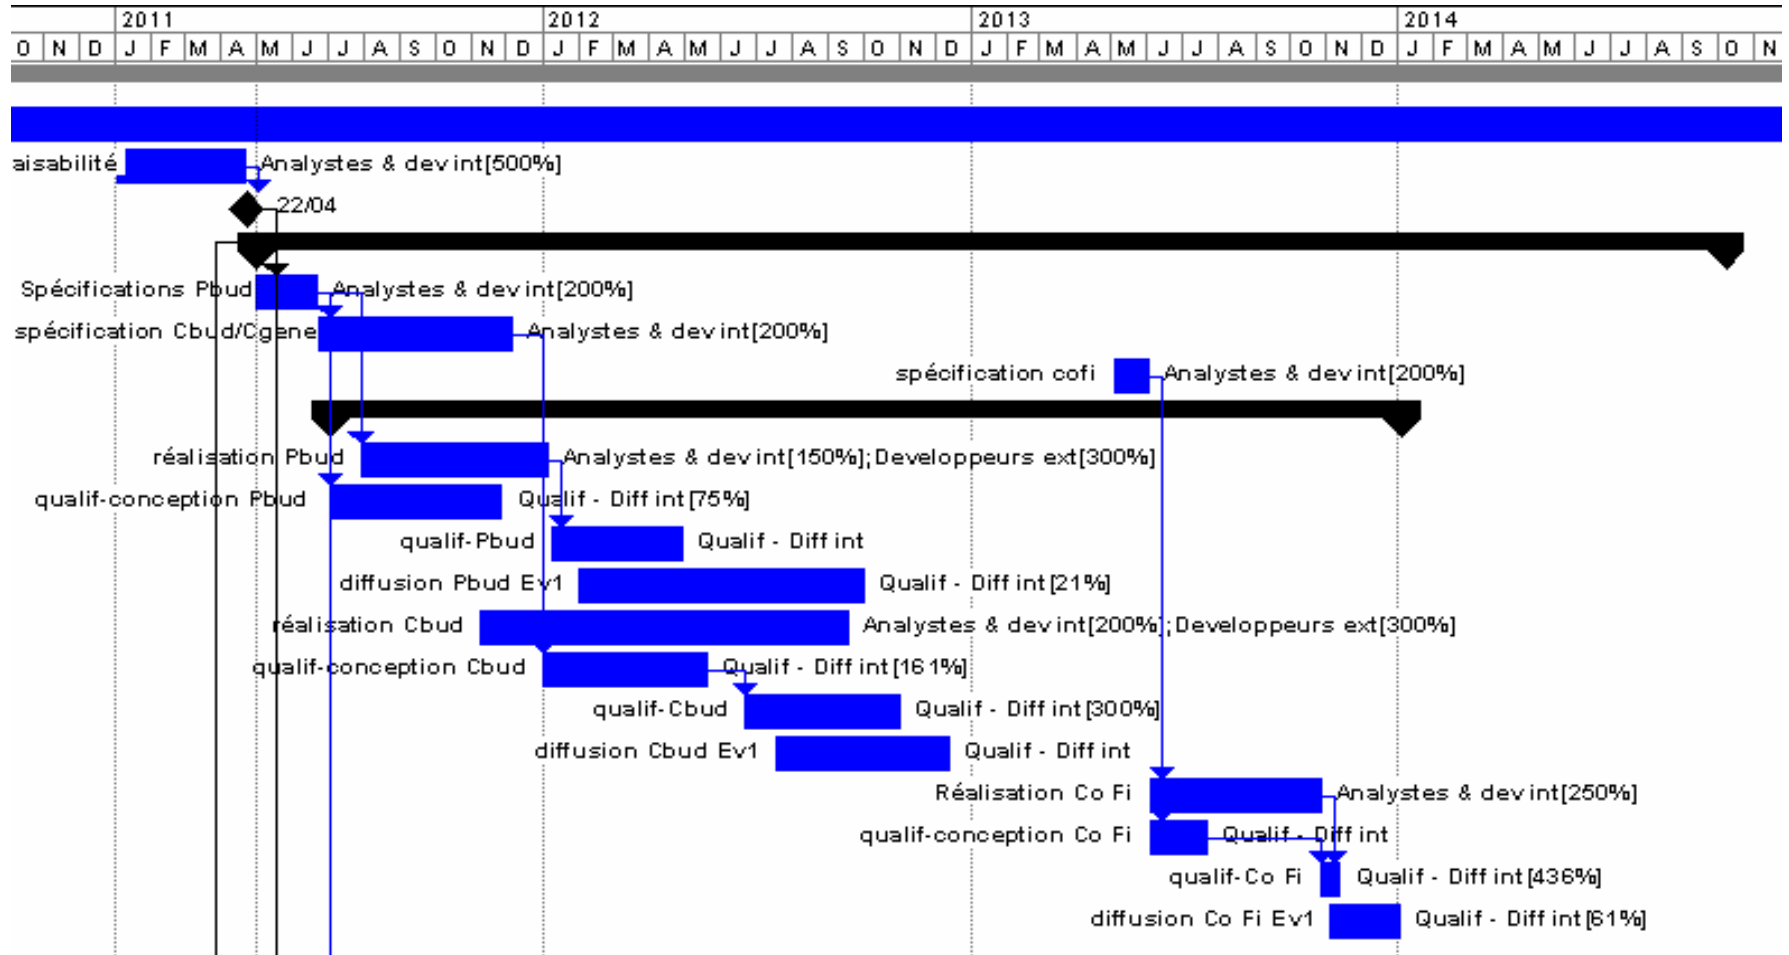 2011 2012 2013 2014
O N D J F M A M J J A S O N D J F M A M J J A S O N D J F M A M J J A S O N D J F M A M J J A S O N
aisabilité Analystes & dev int[500%]
22/04
Spécifications Pbud Analystes & dev int[200%]
spécification Cbud/Cgene Analystes & dev int[200%]
spécification cofi Analystes & dev int[200%]
réalisation Pbud Analystes & dev int[150%];Developpeurs ext[300%]
qualif-conception Pbud Qualif - Diff int[75%]
qualif-Pbud Qualif - Diff int
diffusion Pbud Ev1 Qualif - Diff int[21%]
réalisation Cbud Analystes & dev int[200%];Developpeurs ext[300%]
qualif-conception Cbud Qualif - Diff int[161%]
qualif-Cbud Qualif - Diff int[300%]
diffusion Cbud Ev1 Qualif - Diff int
Réalisation Co Fi Analystes & dev int[250%]
qualif-conception Co Fi Qualif - Diff int
qualif-Co Fi Qualif - Diff int[436%]
diffusion Co Fi Ev1 Qualif - Diff int[61%]